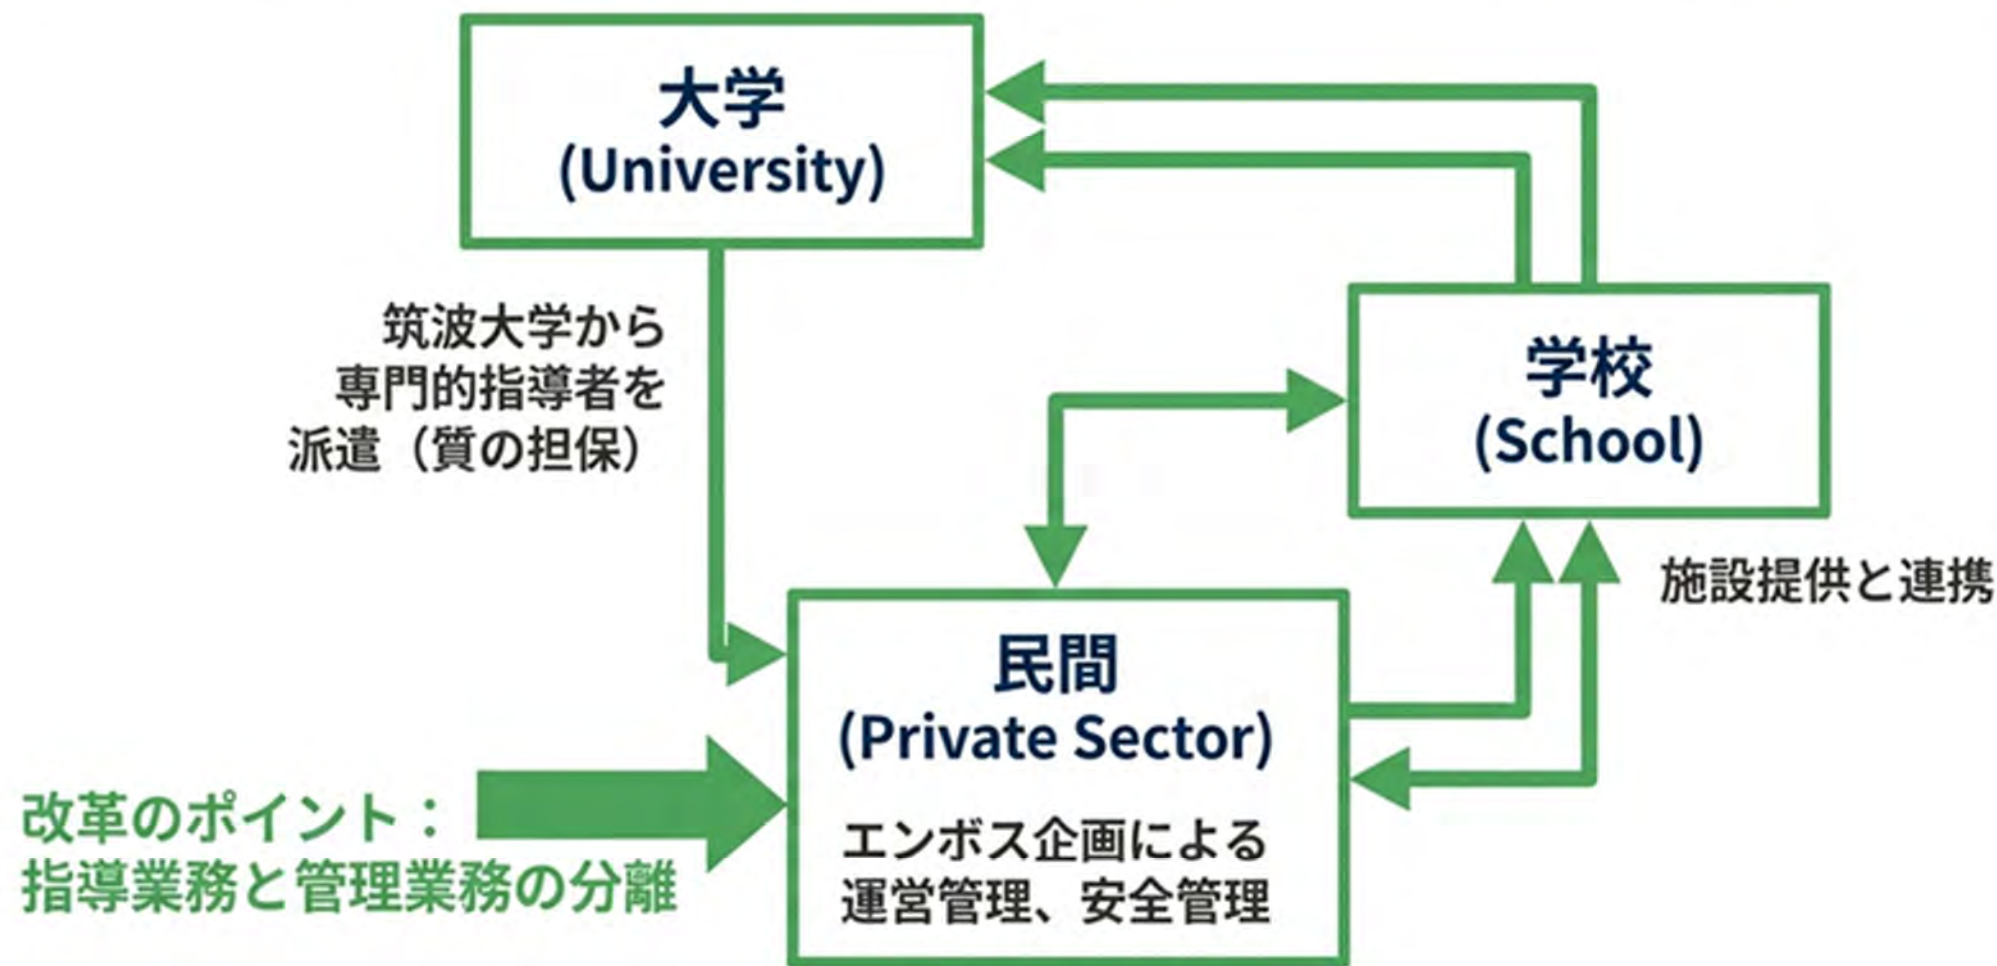 大学
(University)
筑波大学から
専門的指導者を
派遣（質の担保）
学校
(School)
施設提供と連携
民間
(Private Sector)
エンボス企画による
運営管理、安全管理
改革のポイント：
指導業務と管理業務の分離